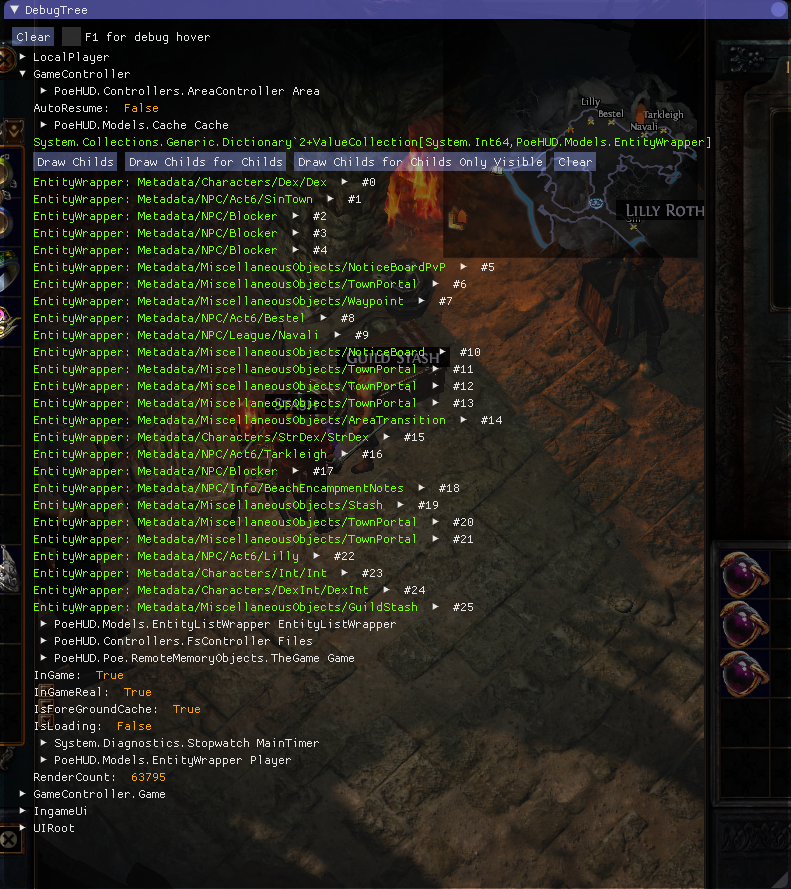 DebugTree
Clear F1 for debug hover
LocalPlayer
GameController
PoeHUD.Controllers.AreaController Area
AutoResume: False
PoeHUD.Models.Cache Cache
System.Collections.Generic.Dictionary`2+ValueCollection[System.Int64,PoeHUD.Models.EntityWrapper]
Draw Childs Draw Childs for Childs Draw Childs for Childs Only Visible Clear
EntityWrapper: Metadata/Characters/Dex/Dex #0
EntityWrapper: Metadata/NPC/Act6/SinTown #1
EntityWrapper: Metadata/NPC/Blocker #2
EntityWrapper: Metadata/NPC/Blocker #3
EntityWrapper: Metadata/NPC/Blocker #4
EntityWrapper: Metadata/MiscellaneousObjects/NoticeBoardPvP #5
EntityWrapper: Metadata/MiscellaneousObjects/TownPortal #6
EntityWrapper: Metadata/MiscellaneousObjects/Waypoint #7
EntityWrapper: Metadata/NPC/Act6/Bestel #8
EntityWrapper: Metadata/NPC/League/Navali #9
EntityWrapper: Metadata/MiscellaneousObjects/NoticeBoard #10
EntityWrapper: Metadata/MiscellaneousObjects/TownPortal #11
EntityWrapper: Metadata/MiscellaneousObjects/TownPortal #12
EntityWrapper: Metadata/MiscellaneousObjects/TownPortal #13
EntityWrapper: Metadata/MiscellaneousObjects/AreaTransition #14
EntityWrapper: Metadata/Characters/StrDex/StrDex #15
EntityWrapper: Metadata/NPC/Act6/Tarkleigh #16
EntityWrapper: Metadata/NPC/Blocker #17
EntityWrapper: Metadata/NPC/Info/BeachEncampmentNotes #18
EntityWrapper: Metadata/MiscellaneousObjects/Stash #19
EntityWrapper: Metadata/MiscellaneousObjects/TownPortal #20
EntityWrapper: Metadata/MiscellaneousObjects/TownPortal #21
EntityWrapper: Metadata/NPC/Act6/Lilly #22
EntityWrapper: Metadata/Characters/Int/Int #23
EntityWrapper: Metadata/Characters/DexInt/DexInt #24
EntityWrapper: Metadata/MiscellaneousObjects/GuildStash #25
PoeHUD.Models.EntityListWrapper EntityListWrapper
PoeHUD.Controllers.FsController Files
PoeHUD.Poe.RemoteMemoryObjects.TheGame Game
InGame: True
InGameReal: True
IsForeGroundCache: True
IsLoading: False
System.Diagnostics.Stopwatch MainTimer
PoeHUD.Models.EntityWrapper Player
RenderCount: 63795
GameController.Game
IngameUi
UIRoot
Lilly
Bestel
Tarkleigh
Navali
Sin
LILLY ROTH
GUILD STASH
STASH